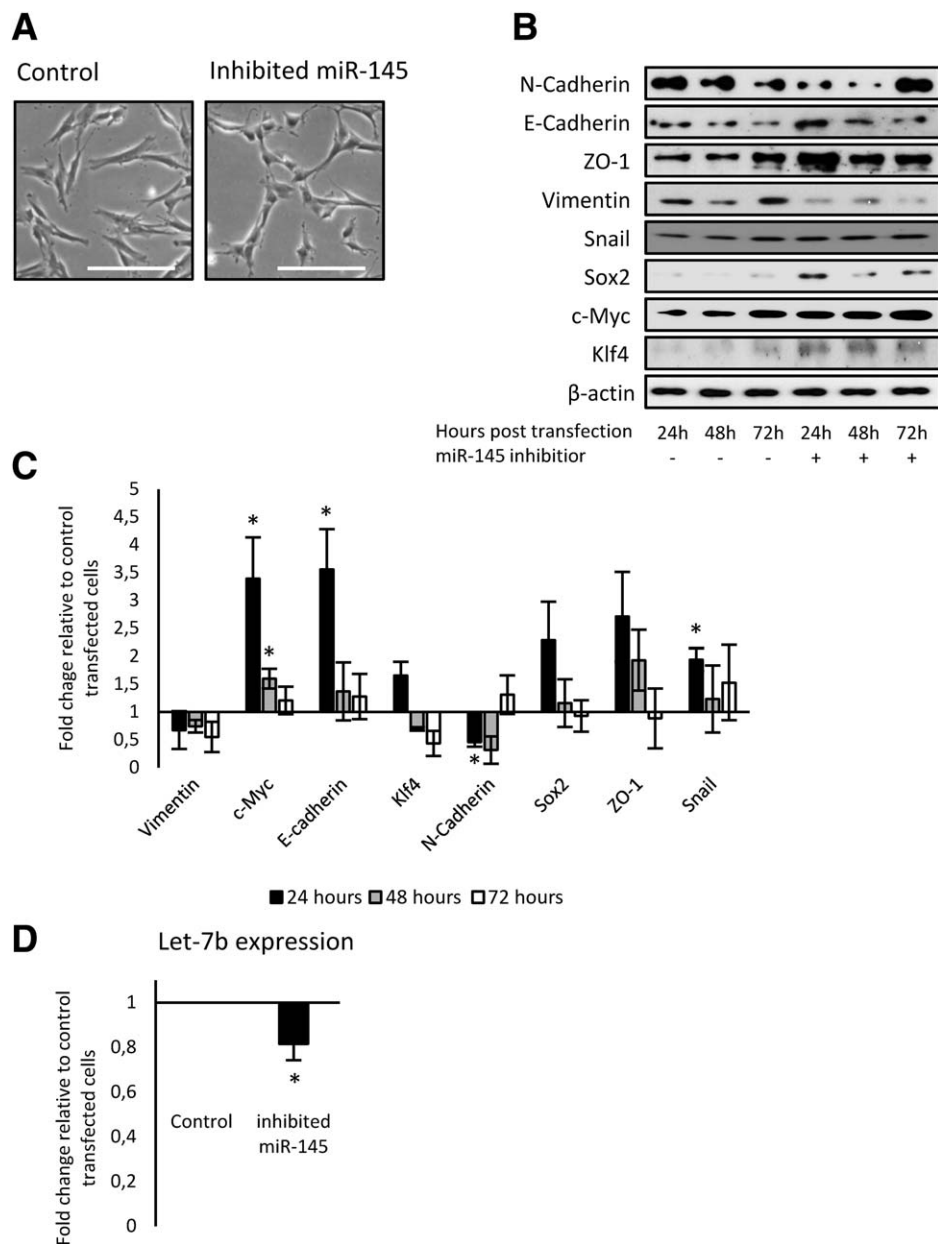 A
Control Inhibited miR-145
B
N-Cadherin
E-Cadherin
ZO-1
Vimentin
Snail
Sox2
c-Myc
Klf4
β-actin
Hours post transfection 24h 48h 72h 24h 48h 72h
miR-145 inhibitior - - - + + +
C
Fold chage relative to control
transfected cells
5
4,5
4
3,5
3
2,5
2
1,5
1
0,5
0
* * * * *
Vimentin c-Myc E-cadherin Klf4 N-Cadherin Sox2 ZO-1 Snail
24 hours 48 hours 72 hours
D
Let-7b expression
Fold change relative to control
transfected cells
1
0,8
0,6
0,4
0,2
0
*
Control inhibited
miR-145